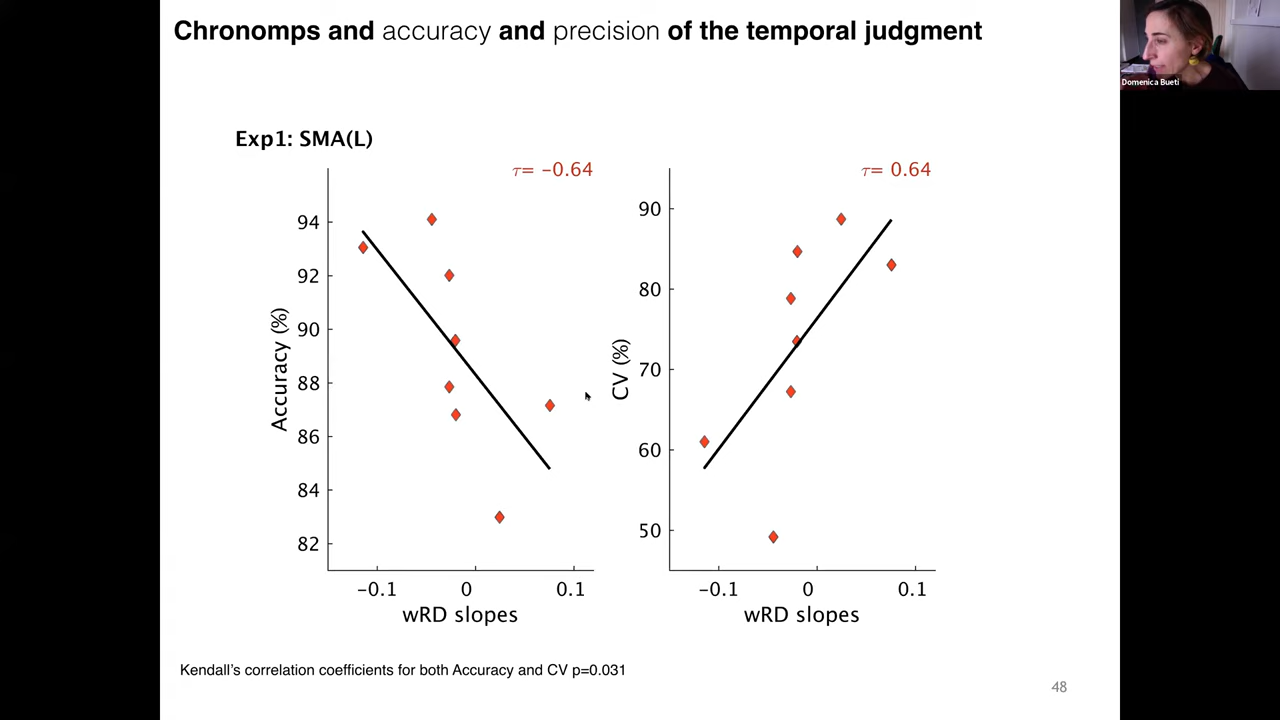 Chronomps and accuracy and precision of the temporal judgment
Domenica Bueti
Exp1: SMA(L)
τ= −0.64
94
92
90
88
86
84
82
Accuracy (%)
−0.1 0 0.1
wRD slopes
τ= 0.64
90
80
70
60
50
CV (%)
−0.1 0 0.1
wRD slopes
Kendall's correlation coefficients for both Accuracy and CV p=0.031
48